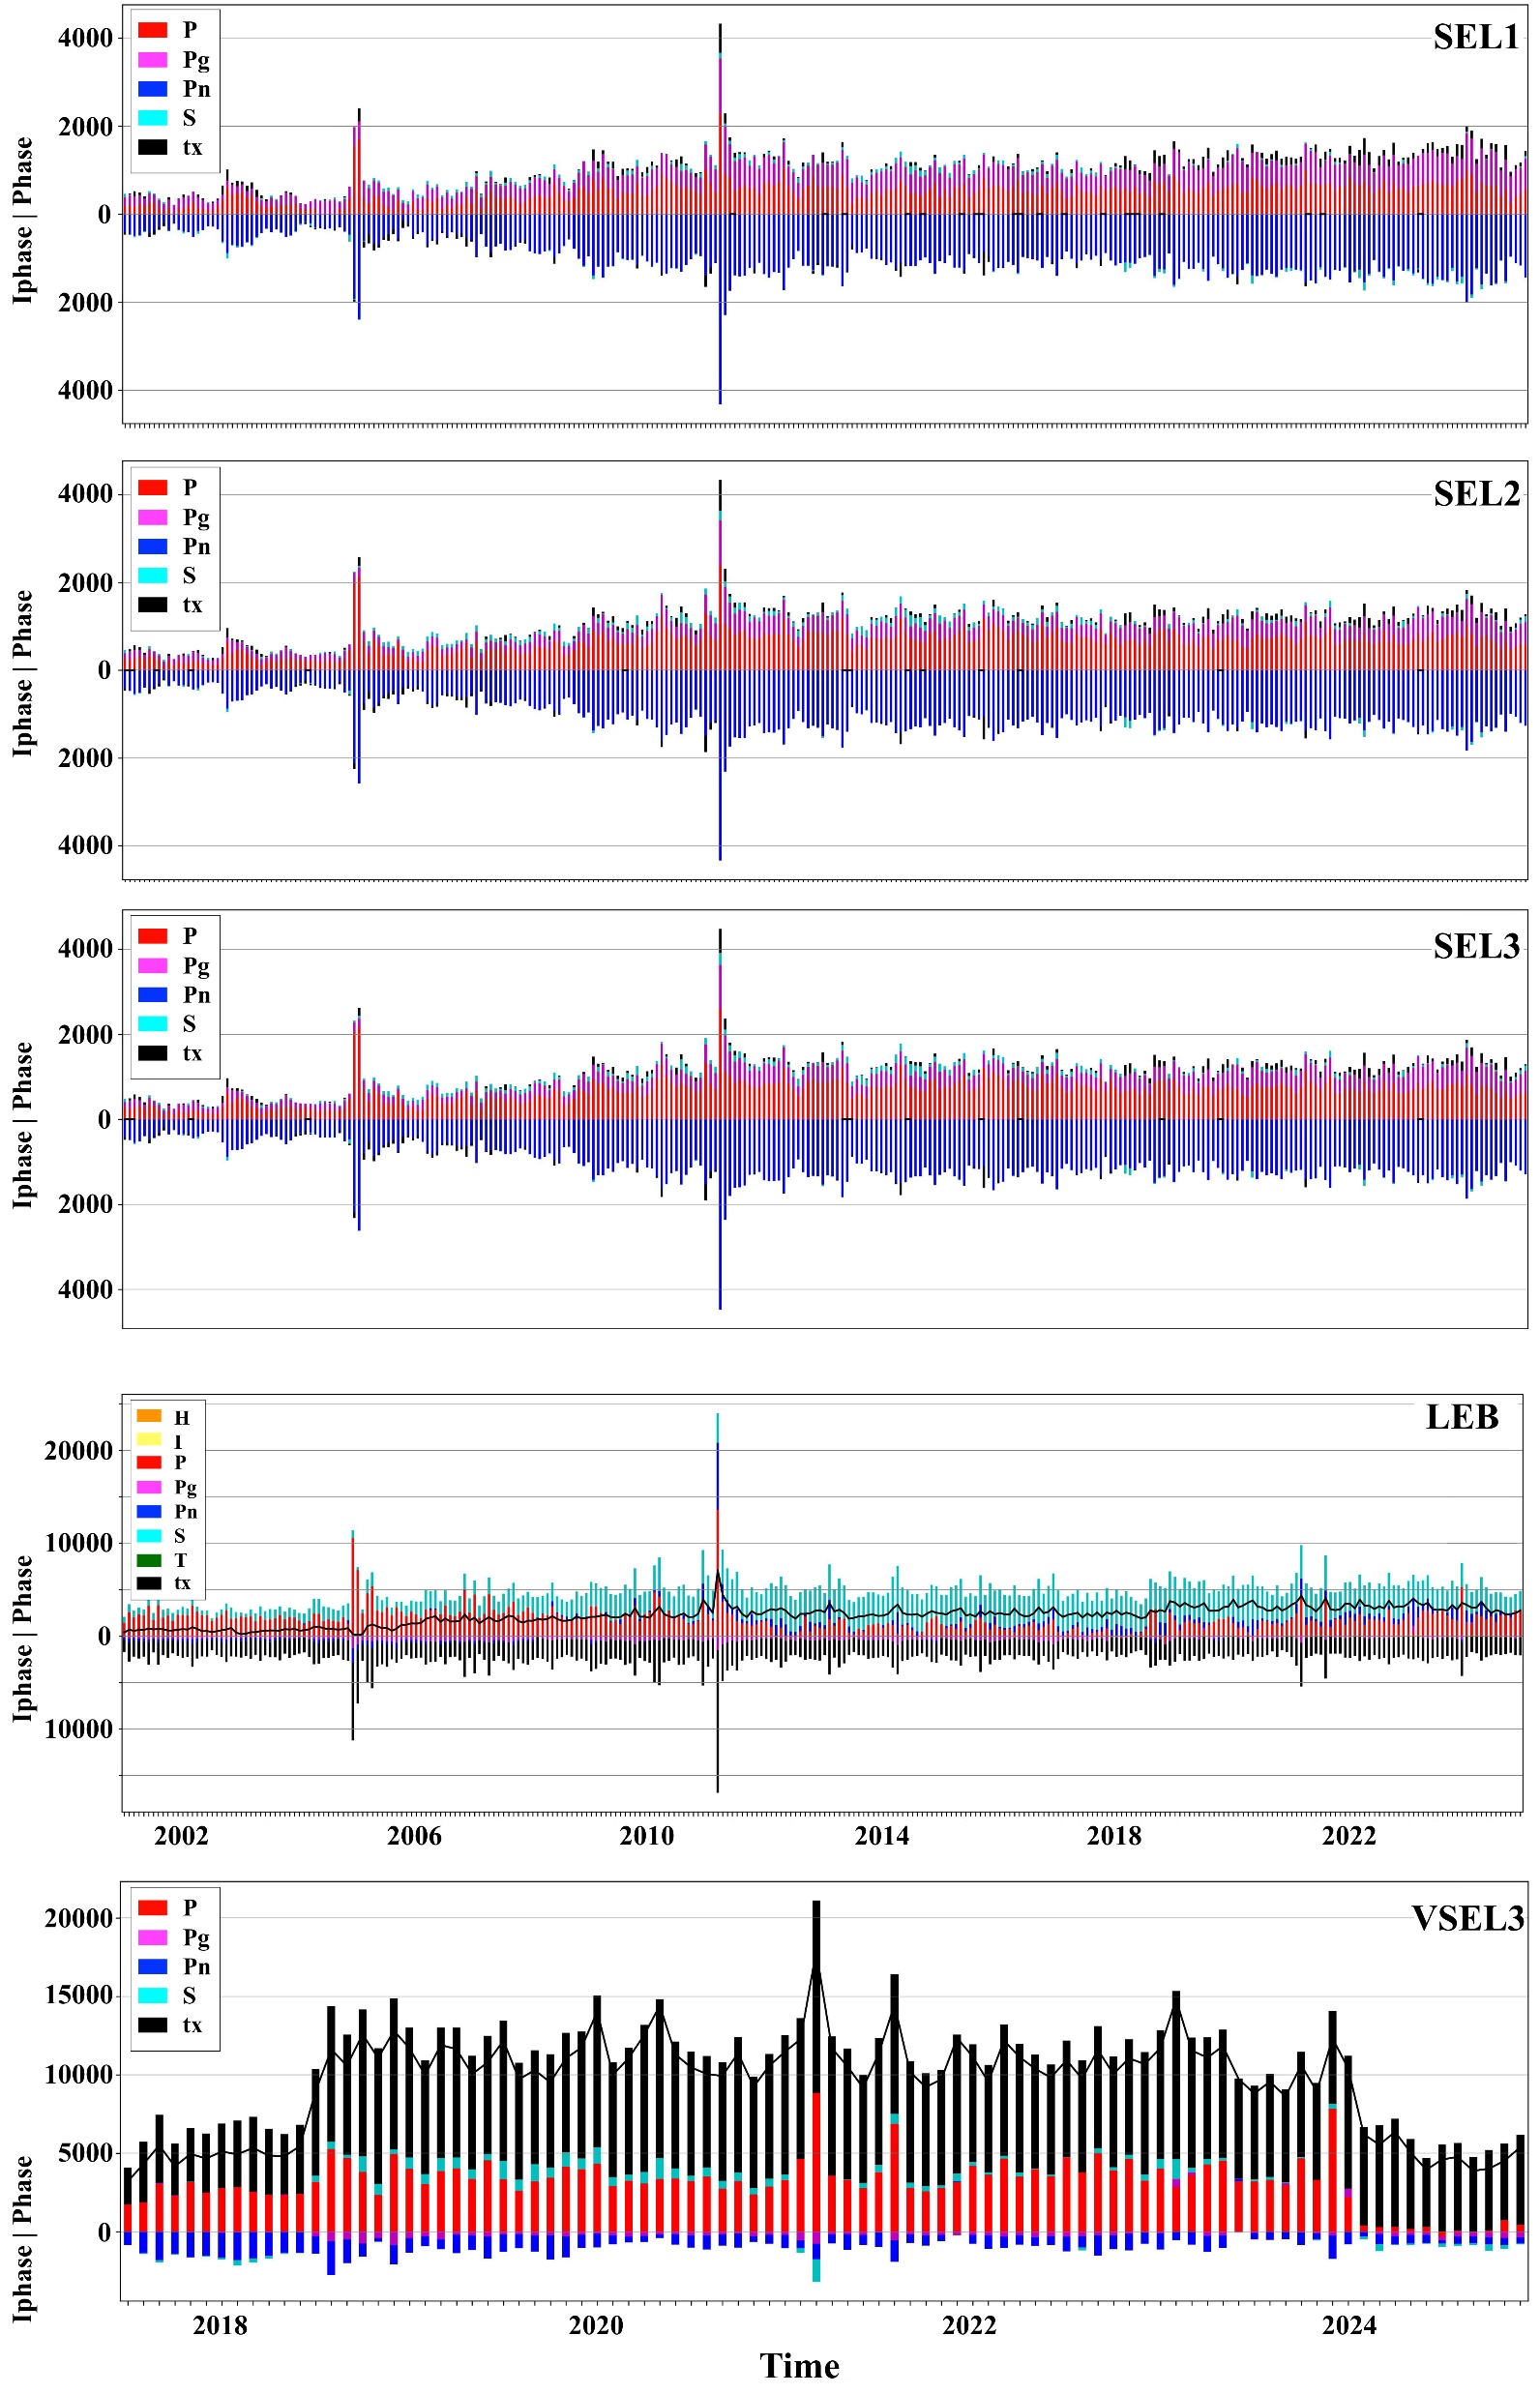 SEL1
P
Pg
Pn
S
tx
4000
2000
0
2000
4000
Iphase | Phase
SEL2
P
Pg
Pn
S
tx
4000
2000
0
2000
4000
Iphase | Phase
SEL3
P
Pg
Pn
S
tx
4000
2000
0
2000
4000
Iphase | Phase
LEB
H
I
P
Pg
Pn
S
T
tx
20000
10000
0
10000
Iphase | Phase
2002 2006 2010 2014 2018 2022
VSEL3
P
Pg
Pn
S
tx
20000
15000
10000
5000
0
Iphase | Phase
2018 2020 2022 2024
Time